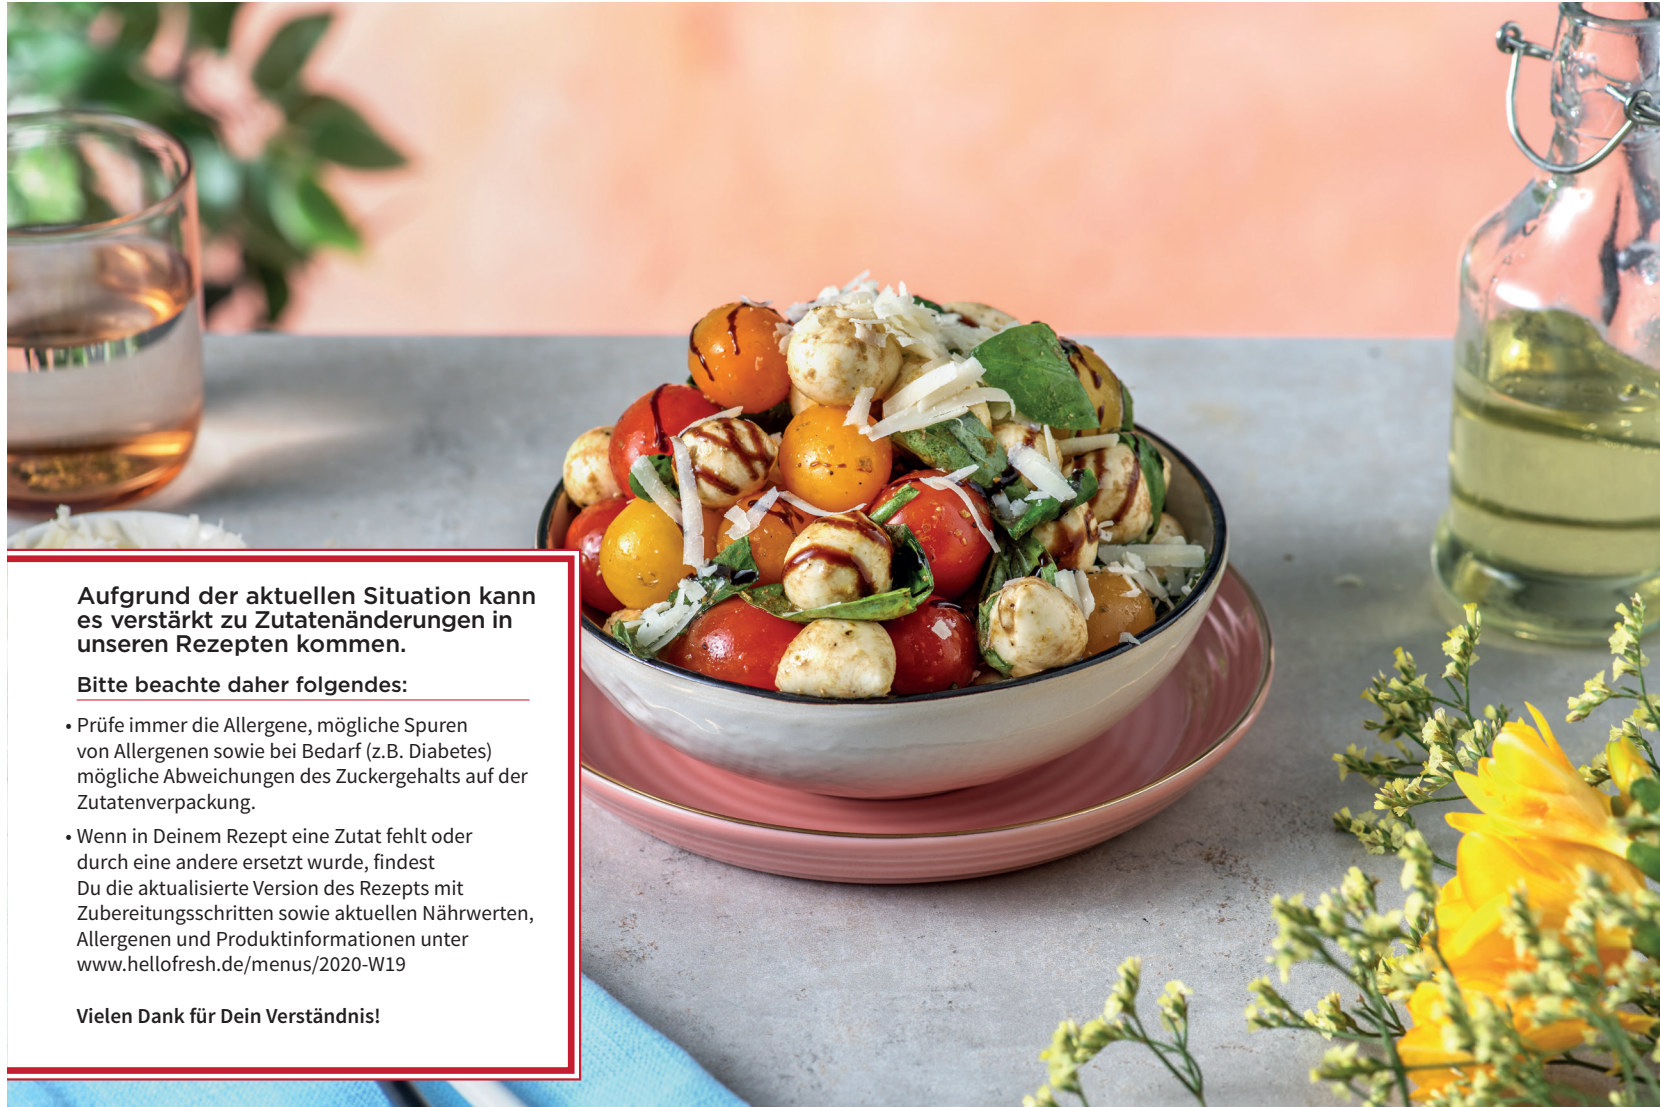 Aufgrund der aktuellen Situation kann
es verstärkt zu Zutatenänderungen in
unseren Rezepten kommen.
Bitte beachte daher folgendes:
• Prüfe immer die Allergene, mögliche Spuren
von Allergenen sowie bei Bedarf (z.B. Diabetes)
mögliche Abweichungen des Zuckergehalts auf der
Zutatenverpackung.
• Wenn in Deinem Rezept eine Zutat fehlt oder
durch eine andere ersetzt wurde, findest
Du die aktualisierte Version des Rezepts mit
Zubereitungsschritten sowie aktuellen Nährwerten,
Allergenen und Produktinformationen unter
www.hellofresh.de/menus/2020-W19
Vielen Dank für Dein Verständnis!